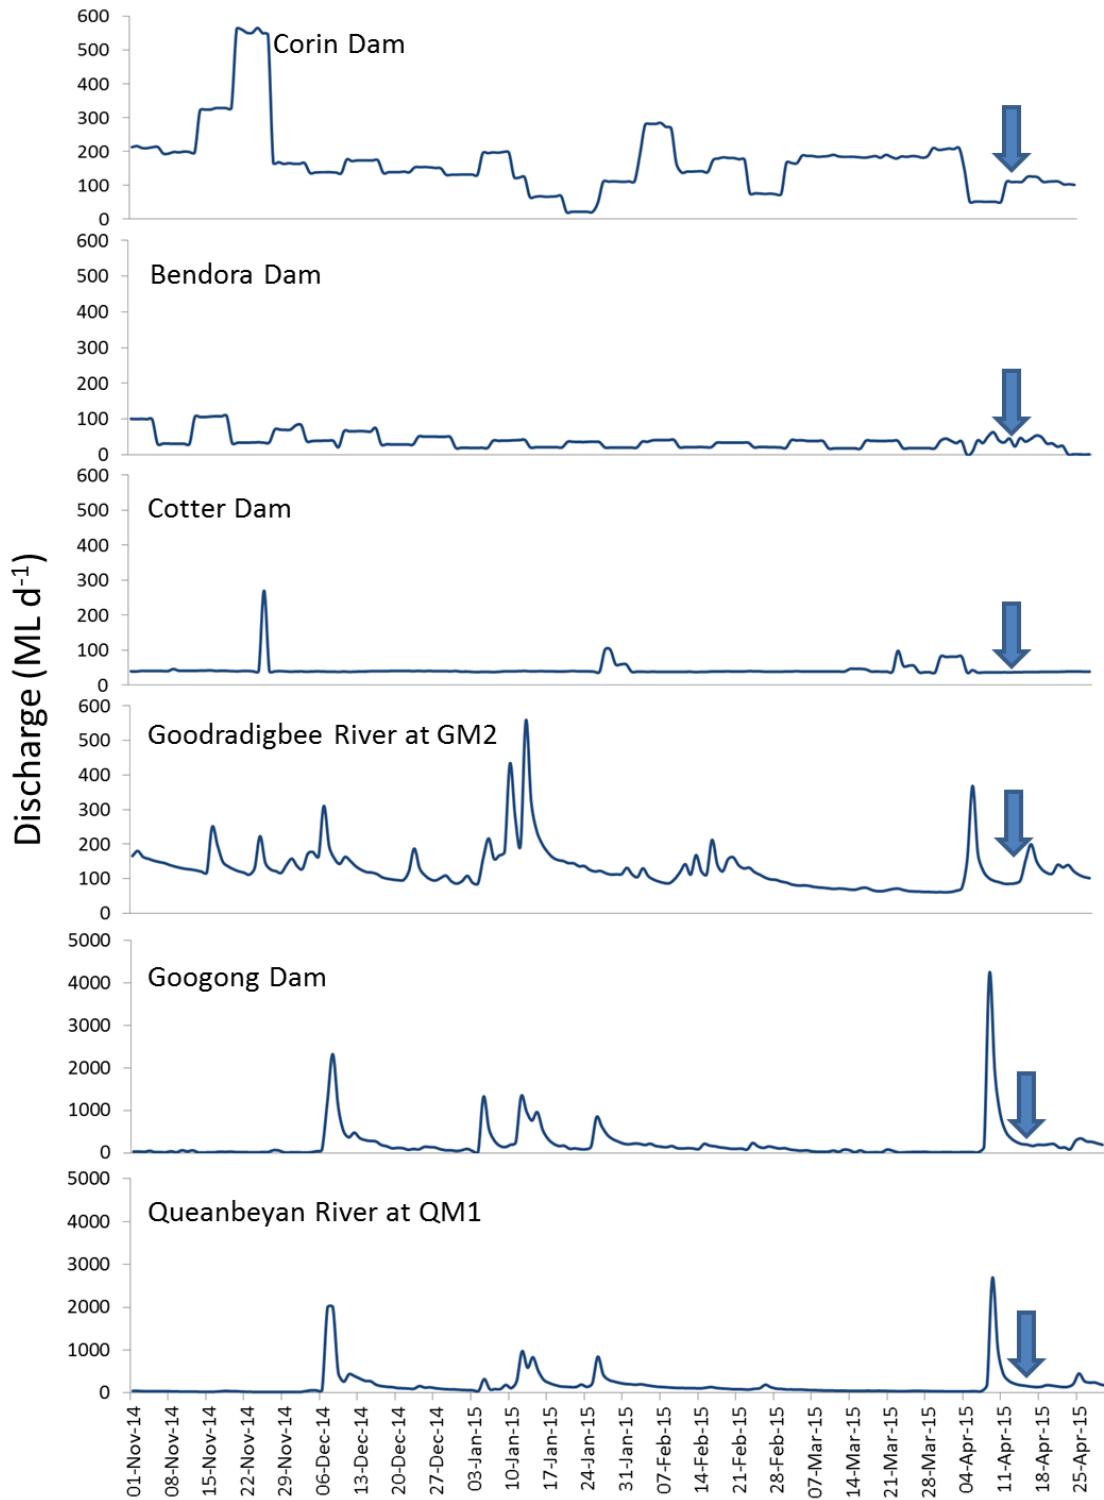 Discharge (ML d⁻¹)
600
500
400
300
200
100
0
Corin Dam
600
500
400
300
200
100
0
Bendora Dam
600
500
400
300
200
100
0
Cotter Dam
600
500
400
300
200
100
0
Goodradigbee River at GM2
5000
4000
3000
2000
1000
0
Googong Dam
5000
4000
3000
2000
1000
0
Queanbeyan River at QM1
01-Nov-14
08-Nov-14
15-Nov-14
22-Nov-14
29-Nov-14
06-Dec-14
13-Dec-14
20-Dec-14
27-Dec-14
03-Jan-15
10-Jan-15
17-Jan-15
24-Jan-15
31-Jan-15
07-Feb-15
14-Feb-15
21-Feb-15
28-Feb-15
07-Mar-15
14-Mar-15
21-Mar-15
28-Mar-15
04-Apr-15
11-Apr-15
18-Apr-15
25-Apr-15